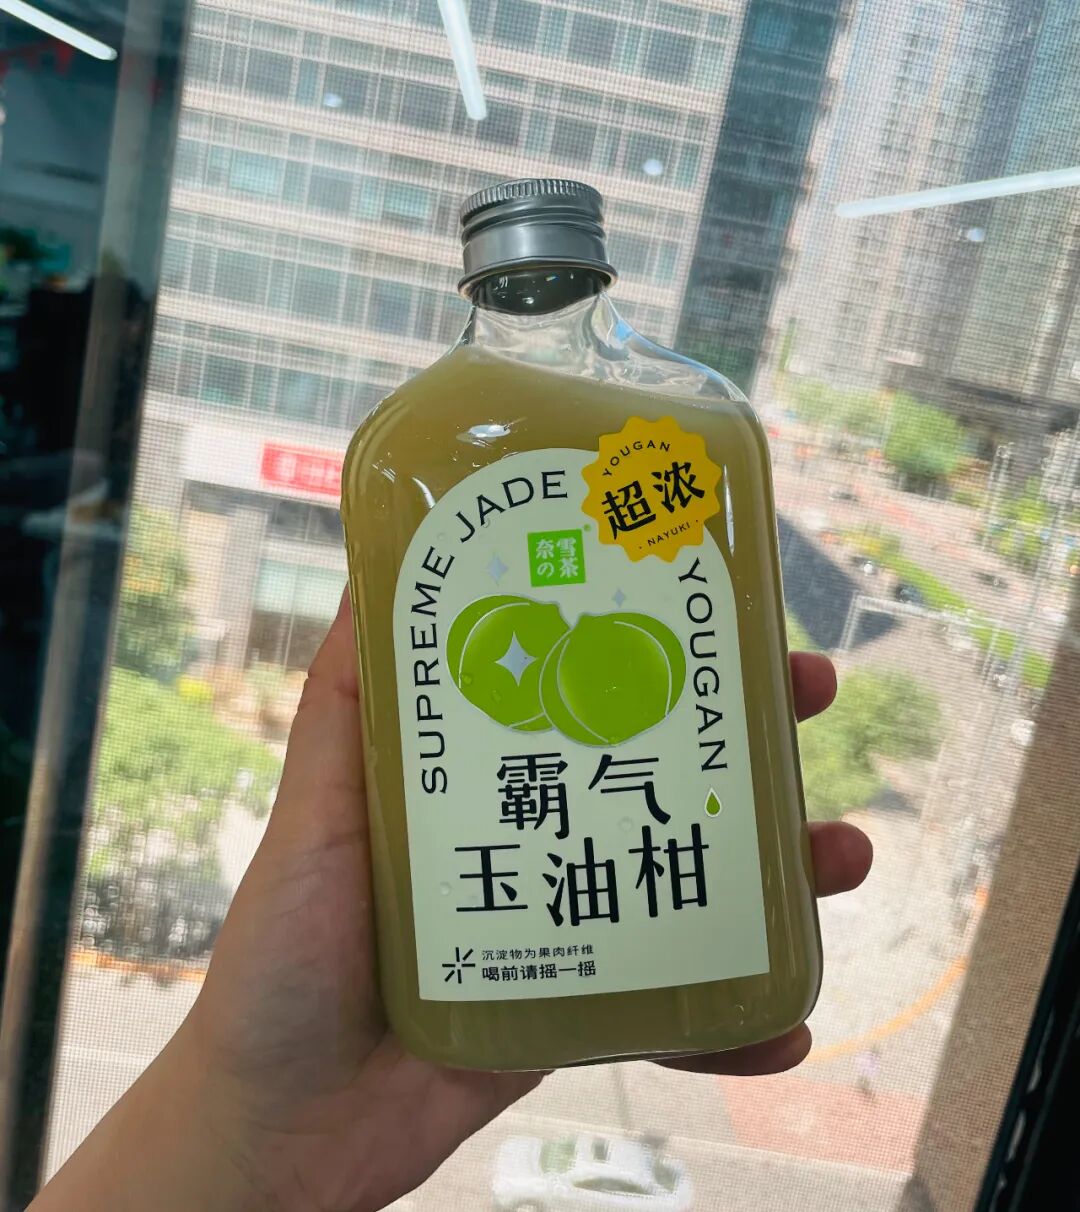 SUPREME JADE YOUGAN
YOUGAN
超浓
·NAYUKI·
奈雪
の茶
霸气
玉油柑
沉淀物为果肉纤维
喝前请摇一摇